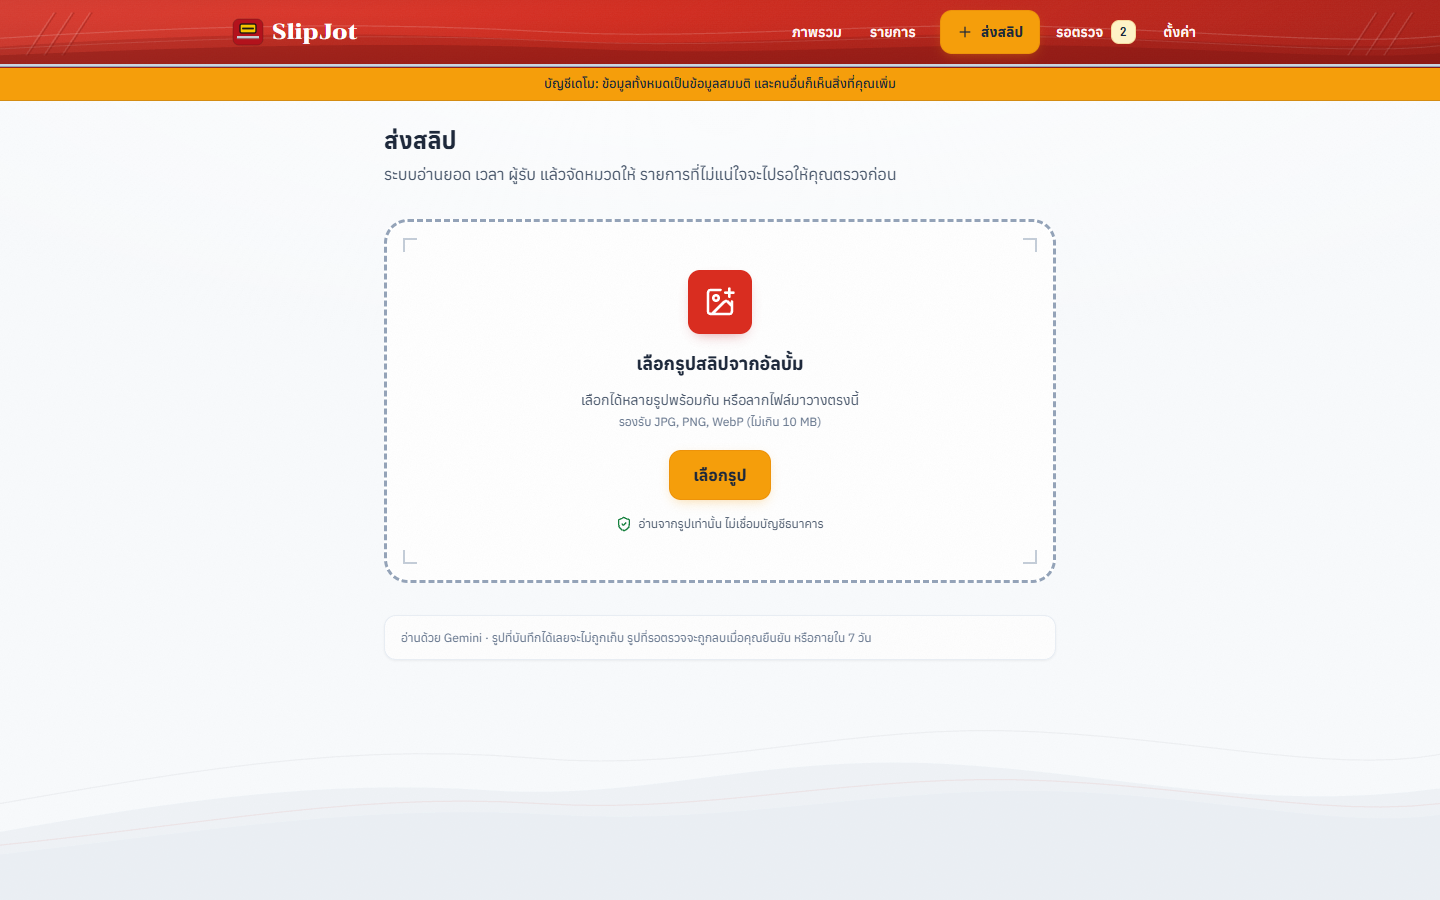 SlipJot
ภาพรวม
รายการ
ส่งสลิป
รอตรวจ 2
ตั้งค่า
บัญชีเดโม: ข้อมูลทั้งหมดเป็นข้อมูลสมมติ และคนอื่นก็เห็นสิ่งที่คุณเพิ่ม
ส่งสลิป
ระบบอ่านยอด เวลา ผู้รับ แล้วจัดหมวดให้ รายการที่ไม่แน่ใจจะไปรอให้คุณตรวจก่อน
เลือกรูปสลิปจากอัลบั้ม
เลือกได้หลายรูปพร้อมกัน หรือลากไฟล์มาวางตรงนี้
รองรับ JPG, PNG, WebP (ไม่เกิน 10 MB)
เลือกรูป
อ่านจากรูปเท่านั้น ไม่เชื่อมบัญชีธนาคาร
อ่านด้วย Gemini · รูปที่บันทึกได้เลยจะไม่ถูกเก็บ รูปที่รอตรวจจะถูกลบเมื่อคุณยืนยัน หรือภายใน 7 วัน